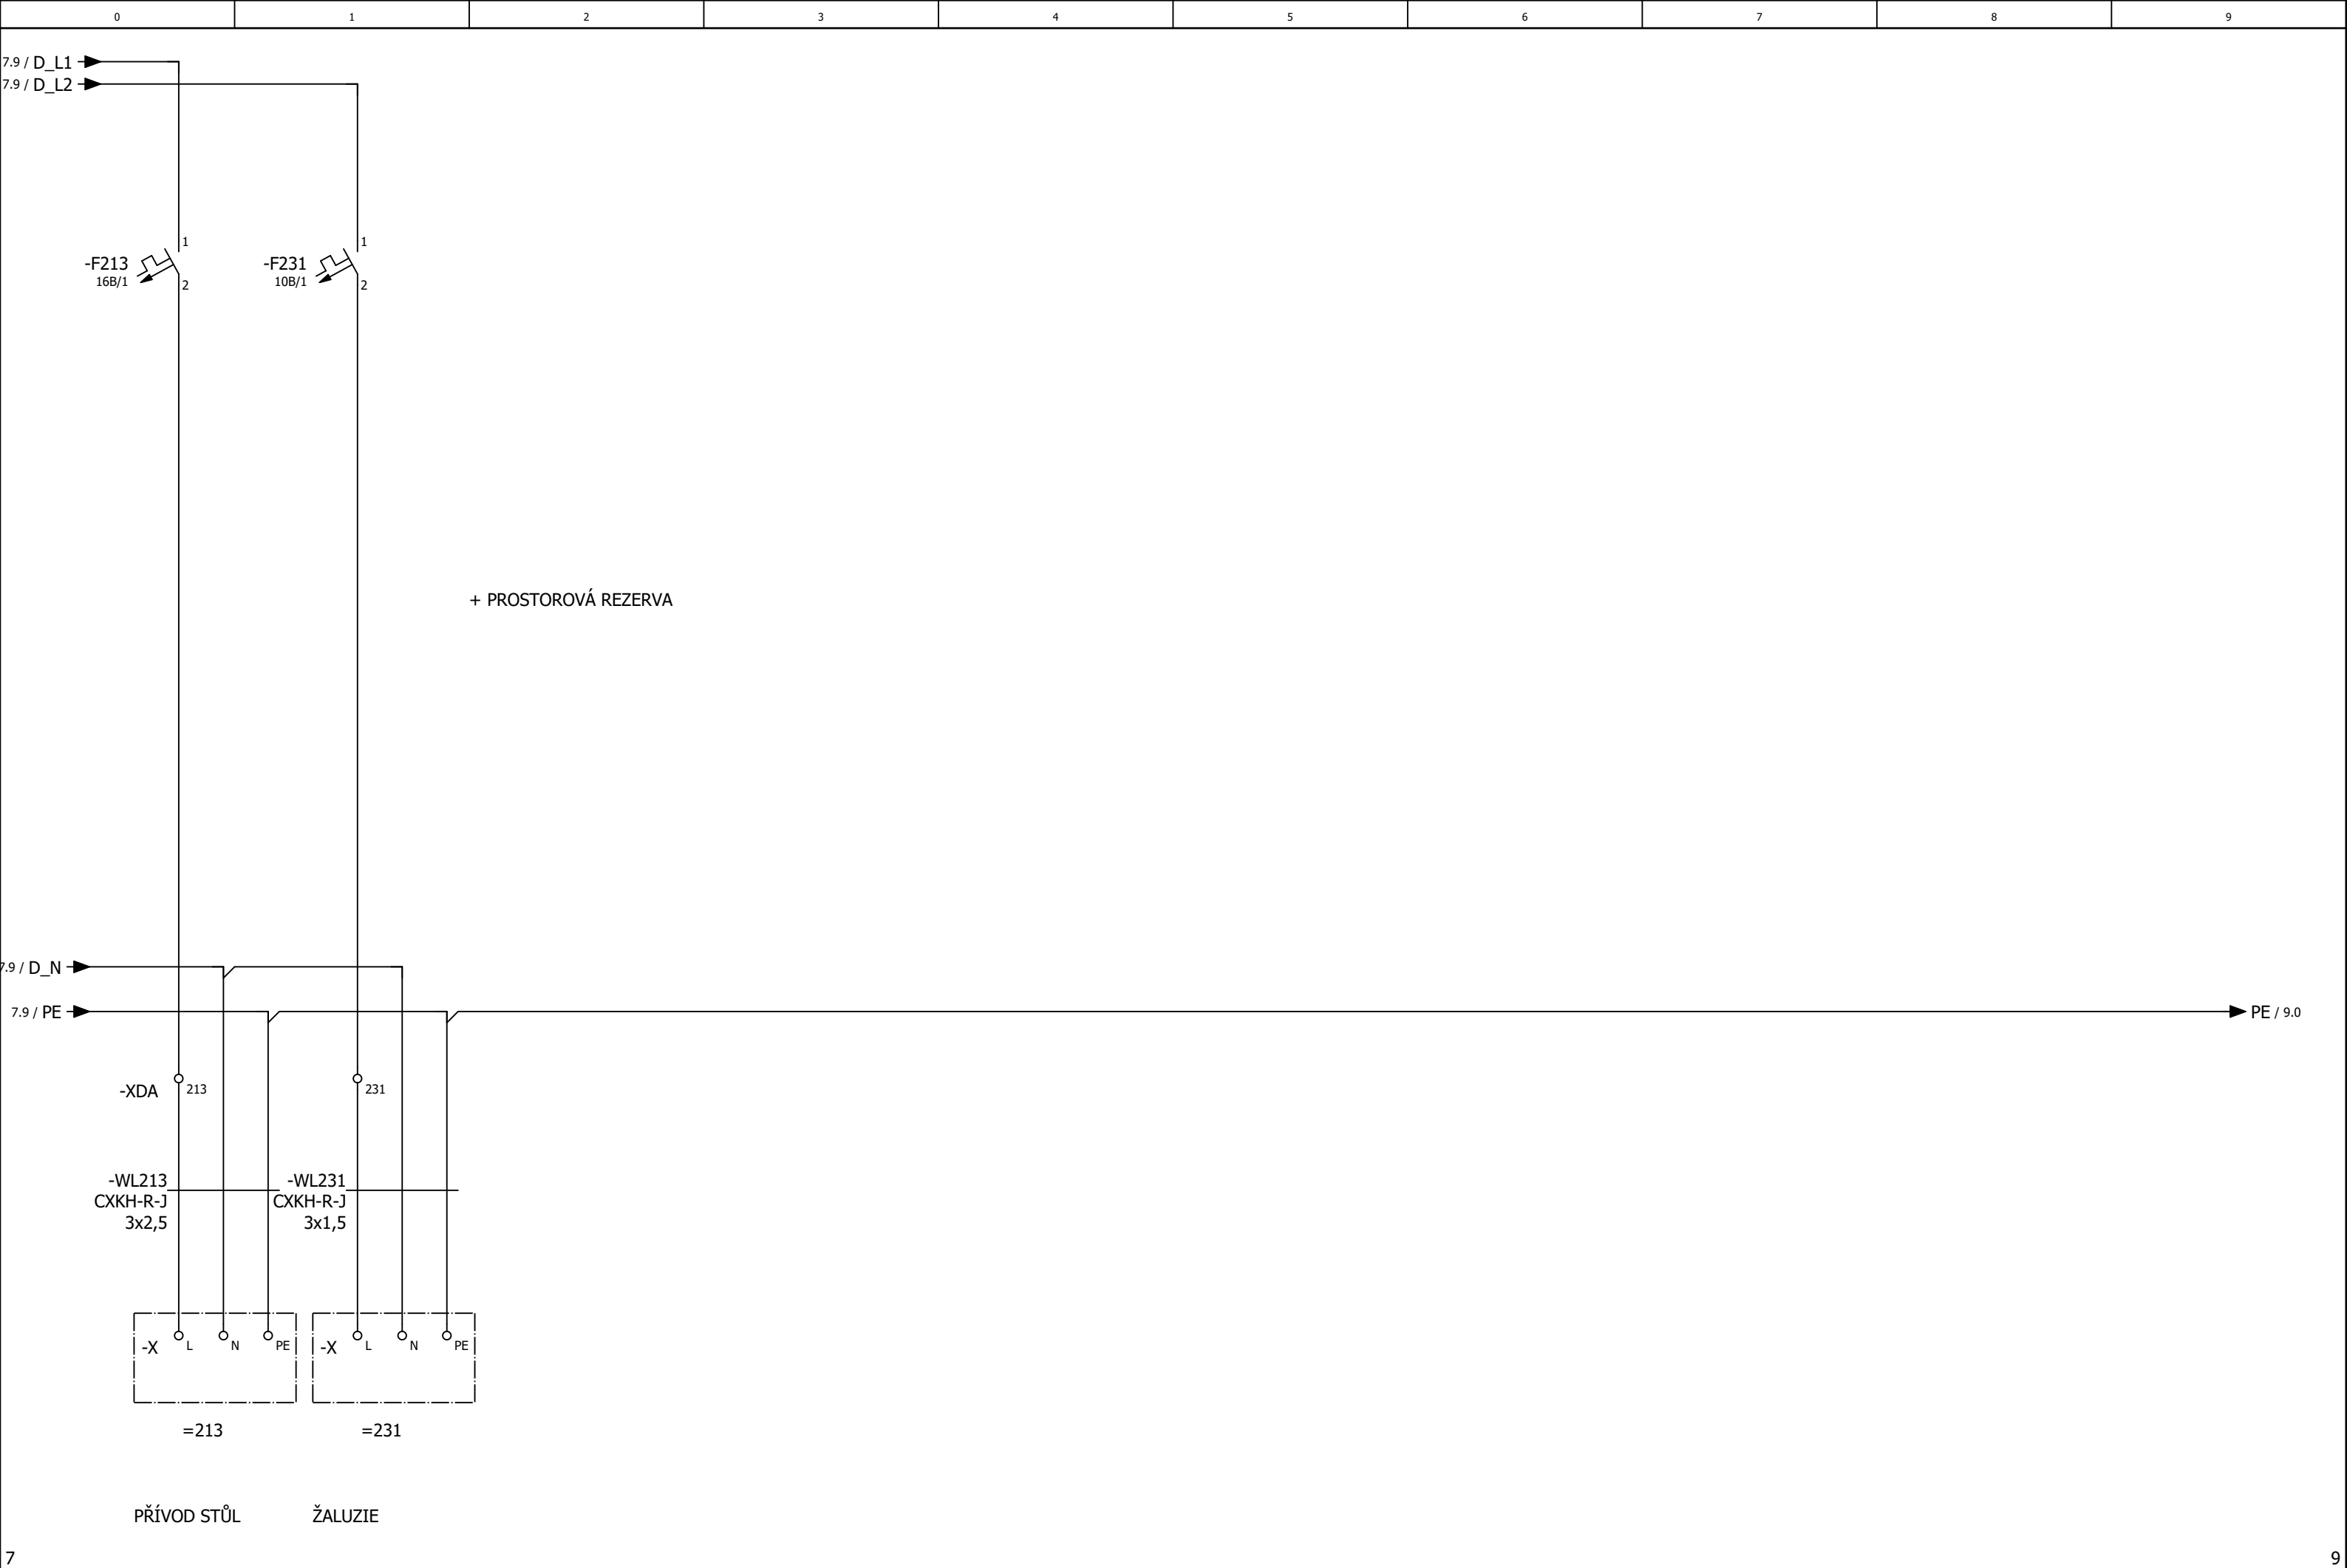 0 1 2 3 4 5 6 7 8 9
7.9 / D_L1
7.9 / D_L2
1 1
-F213 -F231
16B/1 10B/1
2 2
+ PROSTOROVÁ REZERVA
7.9 / D_N
7.9 / PE PE / 9.0
-XDA 213 231
-WL213 -WL231
CXKH-R-J CXKH-R-J
3x2,5 3x1,5
-X L N PE -X L N PE
=213 =231
PŘÍVOD STŮL ŽALUZIE
7 9